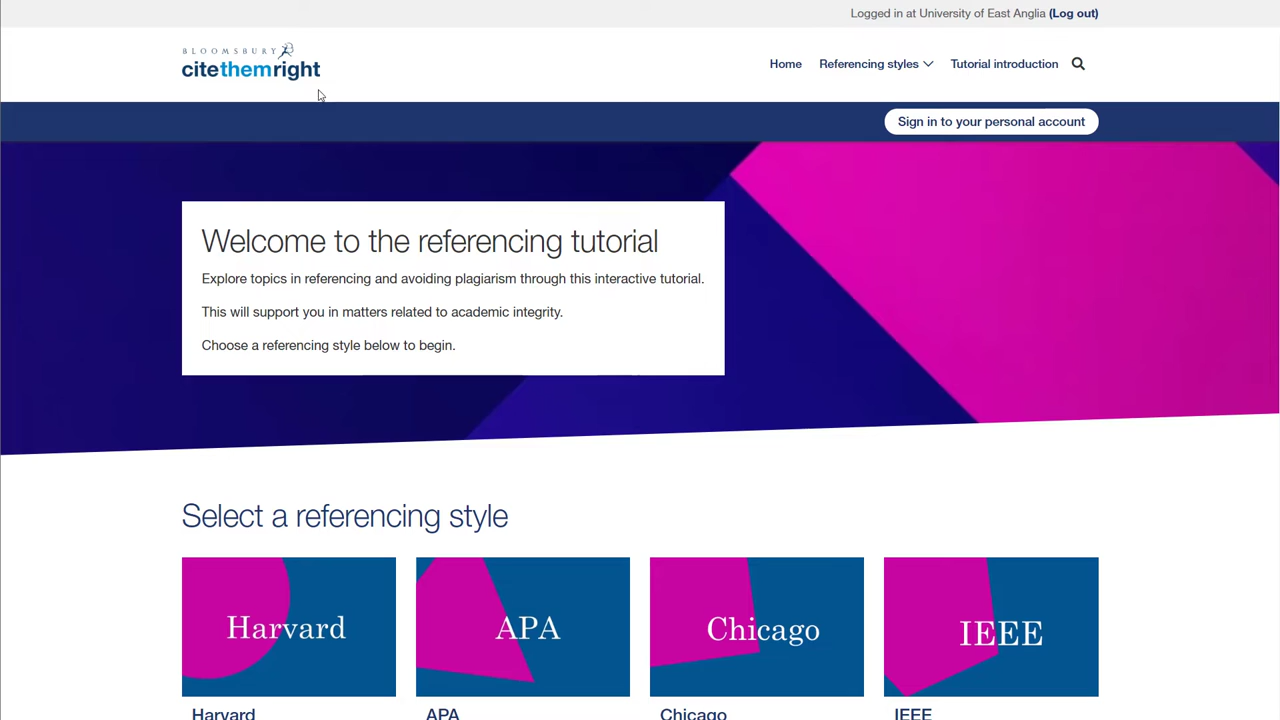 Logged in at University of East Anglia (Log out)
BLOOMSBURY
citethemright
Home Referencing styles Tutorial introduction
Sign in to your personal account
Welcome to the referencing tutorial
Explore topics in referencing and avoiding plagiarism through this interactive tutorial.
This will support you in matters related to academic integrity.
Choose a referencing style below to begin.
Select a referencing style
Harvard APA Chicago IEEE
Harvard APA Chicago IEEE